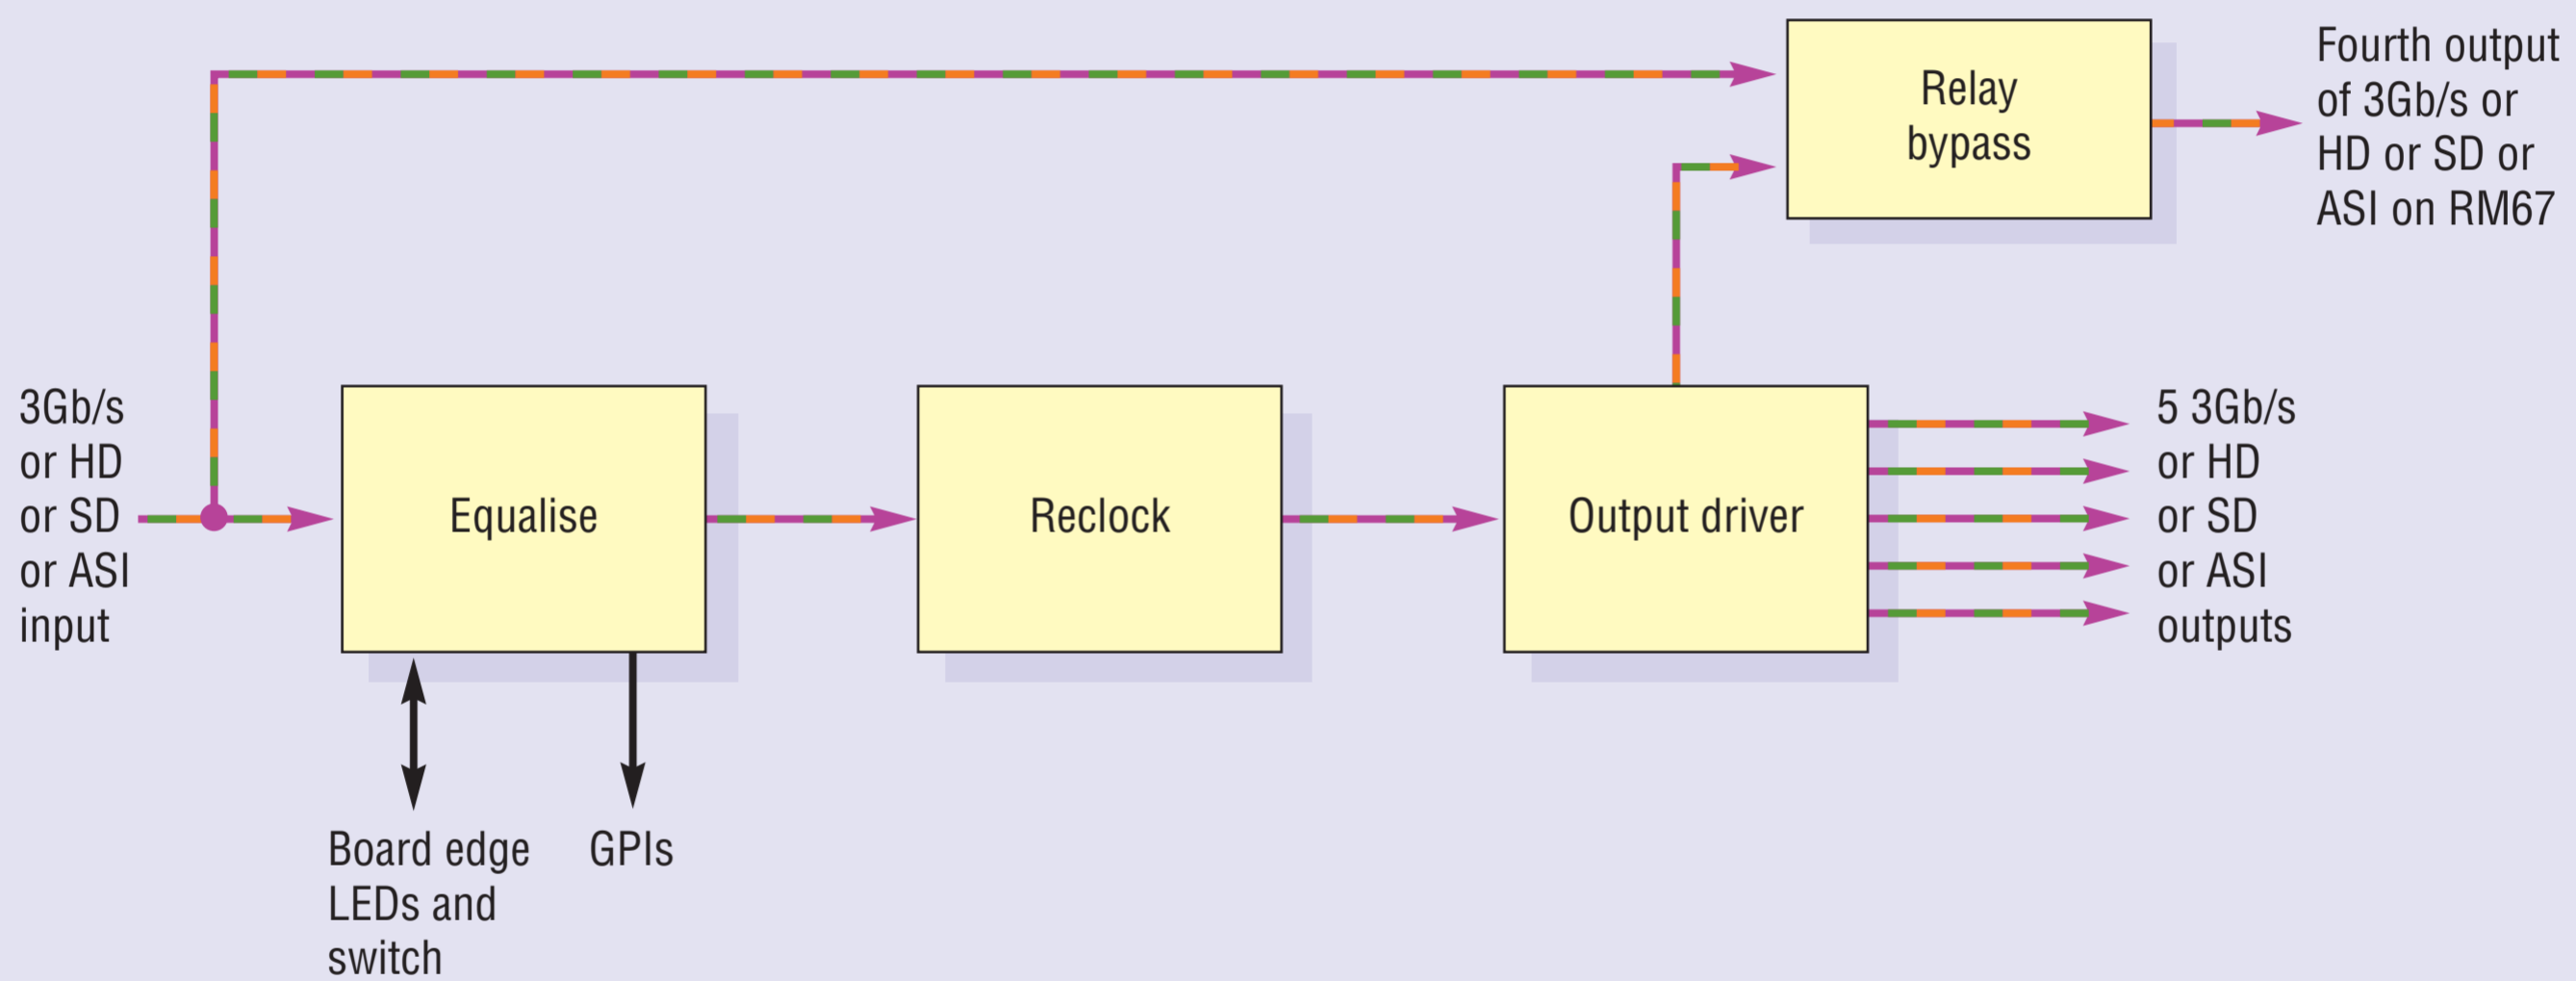 Relay
bypass
Fourth output
of 3Gb/s or
HD or SD or
ASI on RM67
3Gb/s
or HD
or SD
or ASI
input
Equalise
Reclock
Output driver
5 3Gb/s
or HD
or SD
or ASI
outputs
Board edge
LEDs and
switch
GPIs